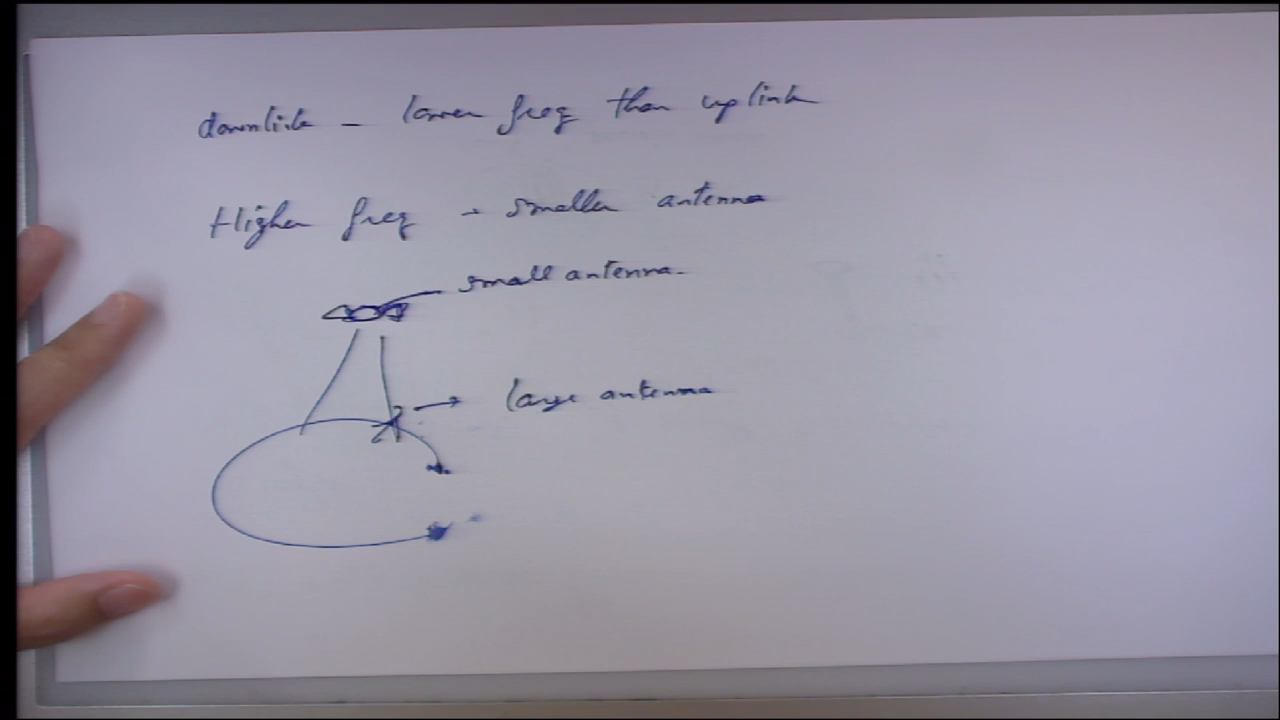 downlink - lower freq than uplink
Higher freq - smaller antenna
small antenna.
large antenna